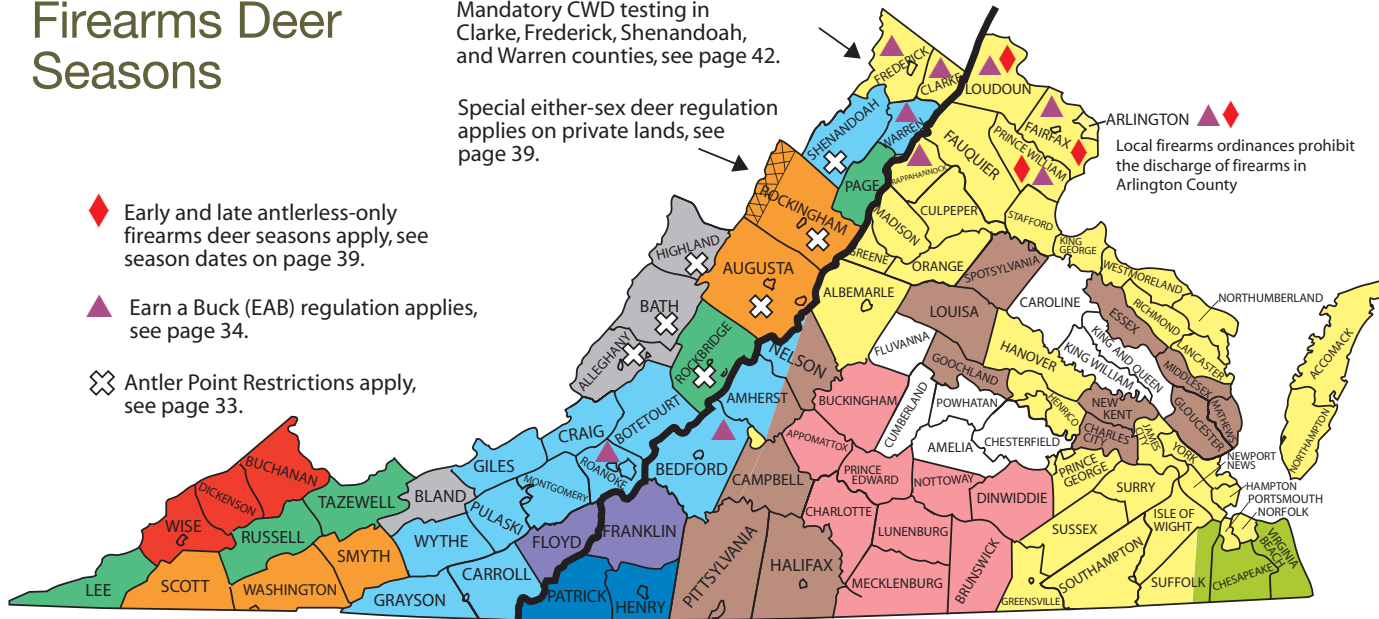 Firearms Deer
Seasons
Mandatory CWD testing in
Clarke, Frederick, Shenandoah,
and Warren counties, see page 42.
Special either-sex deer regulation
applies on private lands, see
page 39.
Early and late antlerless-only
firearms deer seasons apply, see
season dates on page 39.
Earn a Buck (EAB) regulation applies,
see page 34.
Antler Point Restrictions apply,
see page 33.
ARLINGTON
Local firearms ordinances prohibit
the discharge of firearms in
Arlington County
FREDERICK
CLARKE
LOUDOUN
SHENANDOAH
WARREN
FAIRFAX
PRINCE WILLIAM
FAUQUIER
RAPPAHANNOCK
PAGE
ROCKINGHAM
CULPEPER
MADISON
STAFFORD
KING
GEORGE
HIGHLAND
GREENE
ORANGE
SPOTSYLVANIA
WESTMORELAND
AUGUSTA
ALBEMARLE
CAROLINE
NORTHUMBERLAND
BATH
LOUISA
ESSEX
RICHMOND
ACCOMACK
ALLEGHANY
ROCKBRIDGE
NELSON
FLUVANNA
HANOVER
KING AND QUEEN
KING WILLIAM
LANCASTER
GOOCHLAND
MIDDLESEX
AMHERST
BUCKINGHAM
CUMBERLAND
POWHATAN
HENRICO
NEW
KENT
GLOUCESTER
MATHEWS
CRAIG
BOTETOURT
APPOMATTOX
AMELIA
CHESTERFIELD
CHARLES
CITY
JAMES
CITY
YORK
NORTHAMPTON
BUCHANAN
GILES
ROANOKE
BEDFORD
CAMPBELL
PRINCE
EDWARD
NOTTOWAY
PRINCE
GEORGE
NEWPORT
NEWS
DICKENSON
TAZEWELL
BLAND
MONTGOMERY
DINWIDDIE
SURRY
HAMPTON
PORTSMOUTH
NORFOLK
WISE
RUSSELL
PULASKI
CHARLOTTE
LUNENBURG
SUSSEX
ISLE OF
WIGHT
SMYTH
WYTHE
FLOYD
FRANKLIN
PITTSYLVANIA
HALIFAX
BRUNSWICK
SOUTHAMPTON
VIRGINIA
BEACH
LEE
SCOTT
WASHINGTON
GRAYSON
CARROLL
PATRICK
HENRY
MECKLENBURG
GREENSVILLE
SUFFOLK
CHESAPEAKE